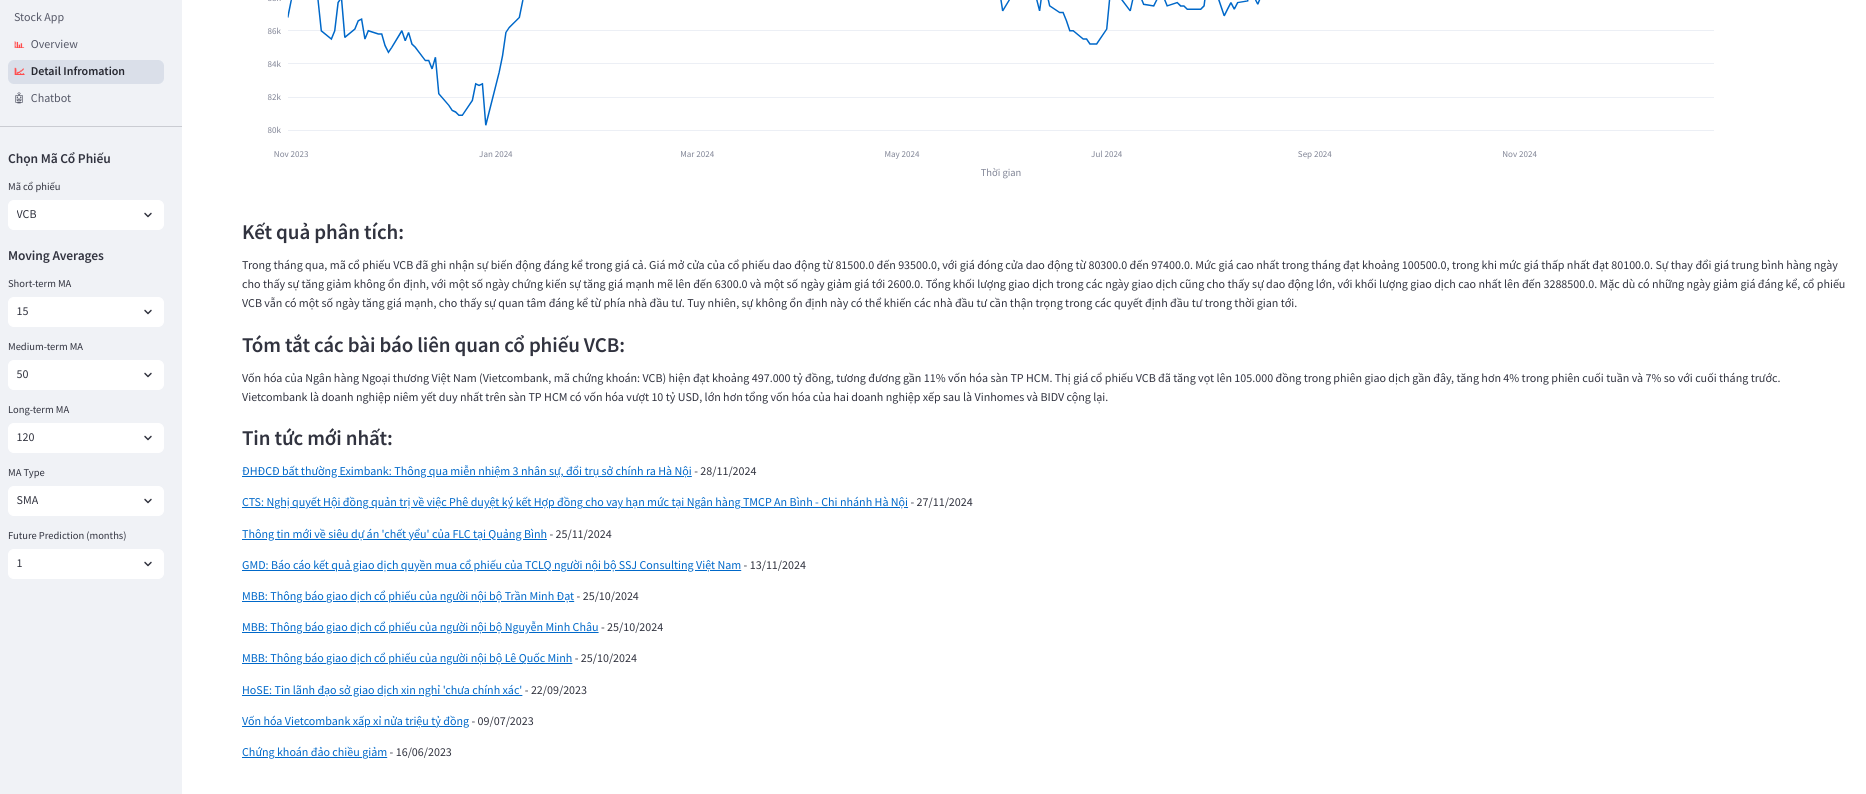 Stock App
Overview
Detail Infromation
Chatbot
Chọn Mã Cổ Phiếu
Mã cổ phiếu
VCB
Moving Averages
Short-term MA
15
Medium-term MA
50
Long-term MA
120
MA Type
SMA
Future Prediction (months)
1
86k
84k
82k
80k
Nov 2023
Jan 2024
Mar 2024
May 2024
Jul 2024
Sep 2024
Nov 2024
Thời gian
Kết quả phân tích:
Trong tháng qua, mã cổ phiếu VCB đã ghi nhận sự biến động đáng kể trong giá cả. Giá mở cửa của cổ phiếu dao động từ 81500.0 đến 93500.0, với giá đóng cửa dao động từ 80300.0 đến 97400.0. Mức giá cao nhất trong tháng đạt khoảng 100500.0, trong khi mức giá thấp nhất đạt 80100.0. Sự thay đổi giá trung bình hàng ngày
cho thấy sự tăng giảm không ổn định, với một số ngày chứng kiến sự tăng giá mạnh mẽ lên đến 6300.0 và một số ngày giảm giá tới 2600.0. Tổng khối lượng giao dịch trong các ngày giao dịch cũng cho thấy sự dao động lớn, với khối lượng giao dịch cao nhất lên đến 3288500.0. Mặc dù có những ngày giảm giá đáng kể, cổ phiếu
VCB vẫn có một số ngày tăng giá mạnh, cho thấy sự quan tâm đáng kể từ phía nhà đầu tư. Tuy nhiên, sự không ổn định này có thể khiến các nhà đầu tư cần thận trọng trong các quyết định đầu tư trong thời gian tới.
Tóm tắt các bài báo liên quan cổ phiếu VCB:
Vốn hóa của Ngân hàng Ngoại thương Việt Nam (Vietcombank, mã chứng khoán: VCB) hiện đạt khoảng 497.000 tỷ đồng, tương đương gần 11% vốn hóa sàn TP HCM. Thị giá cổ phiếu VCB đã tăng vọt lên 105.000 đồng trong phiên giao dịch gần đây, tăng hơn 4% trong phiên cuối tuần và 7% so với cuối tháng trước.
Vietcombank là doanh nghiệp niêm yết duy nhất trên sàn TP HCM có vốn hóa vượt 10 tỷ USD, lớn hơn tổng vốn hóa của hai doanh nghiệp xếp sau là Vinhomes và BIDV cộng lại.
Tin tức mới nhất:
ĐHĐCĐ bất thường Eximbank: Thông qua miễn nhiệm 3 nhân sự, đổi trụ sở chính ra Hà Nội - 28/11/2024
CTS: Nghị quyết Hội đồng quản trị về việc Phê duyệt ký kết Hợp đồng cho vay hạn mức tại Ngân hàng TMCP An Bình - Chi nhánh Hà Nội - 27/11/2024
Thông tin mới về siêu dự án 'chết yểu' của FLC tại Quảng Bình - 25/11/2024
GMD: Báo cáo kết quả giao dịch quyền mua cổ phiếu của TCLQ người nội bộ SSJ Consulting Việt Nam - 13/11/2024
MBB: Thông báo giao dịch cổ phiếu của người nội bộ Trần Minh Đạt - 25/10/2024
MBB: Thông báo giao dịch cổ phiếu của người nội bộ Nguyễn Minh Châu - 25/10/2024
MBB: Thông báo giao dịch cổ phiếu của người nội bộ Lê Quốc Minh - 25/10/2024
HoSE: Tin lãnh đạo sở giao dịch xin nghỉ 'chưa chính xác' - 22/09/2023
Vốn hóa Vietcombank xấp xỉ nửa triệu tỷ đồng - 09/07/2023
Chứng khoán đảo chiều giảm - 16/06/2023